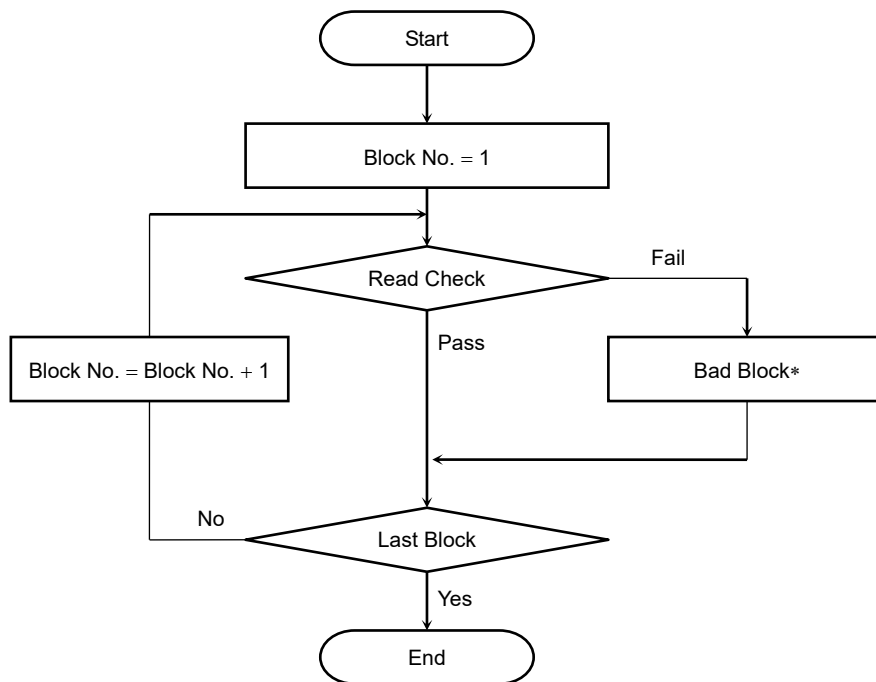 Start
Block No. = 1
Read Check
Fail
Pass
Block No. = Block No. + 1
Bad Block∗
No
Last Block
Yes
End